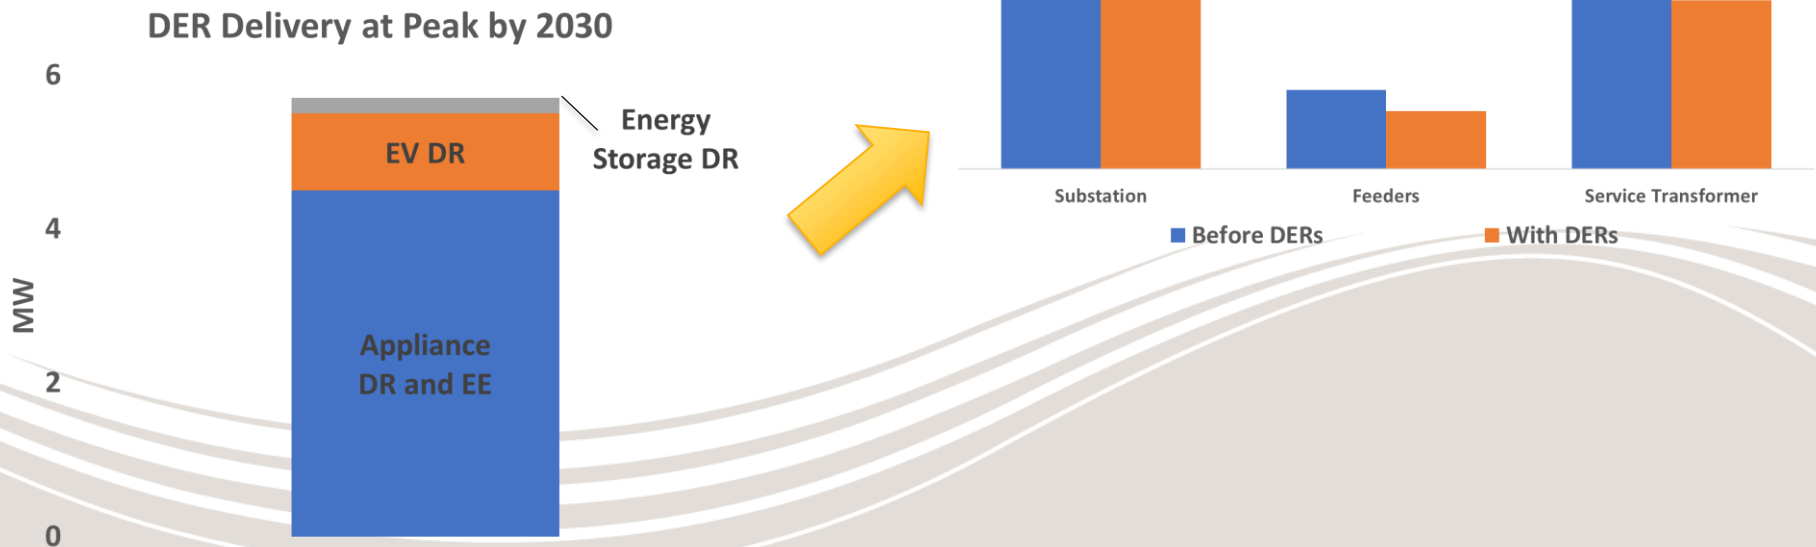 DER Delivery at Peak by 2030
6
4
2
0
MW
Energy
Storage DR
EV DR
Appliance
DR and EE
Substation
Feeders
Service Transformer
Before DERs
With DERs